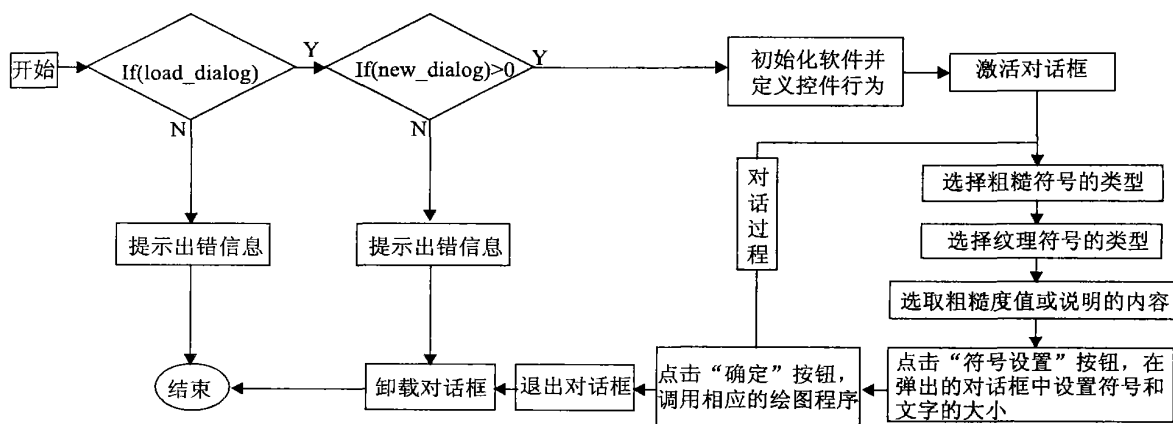 开始
If(load_dialog)
Y
If(new_dialog)>0
Y
初始化软件并
定义控件行为
激活对话框
N
N
对
话
过
程
选择粗糙符号的类型
提示出错信息
提示出错信息
选择纹理符号的类型
选取粗糙度值或说明的内容
结束
卸载对话框
退出对话框
点击“确定”按钮，
调用相应的绘图程序
点击“符号设置”按钮，在
弹出的对话框中设置符号和
文字的大小